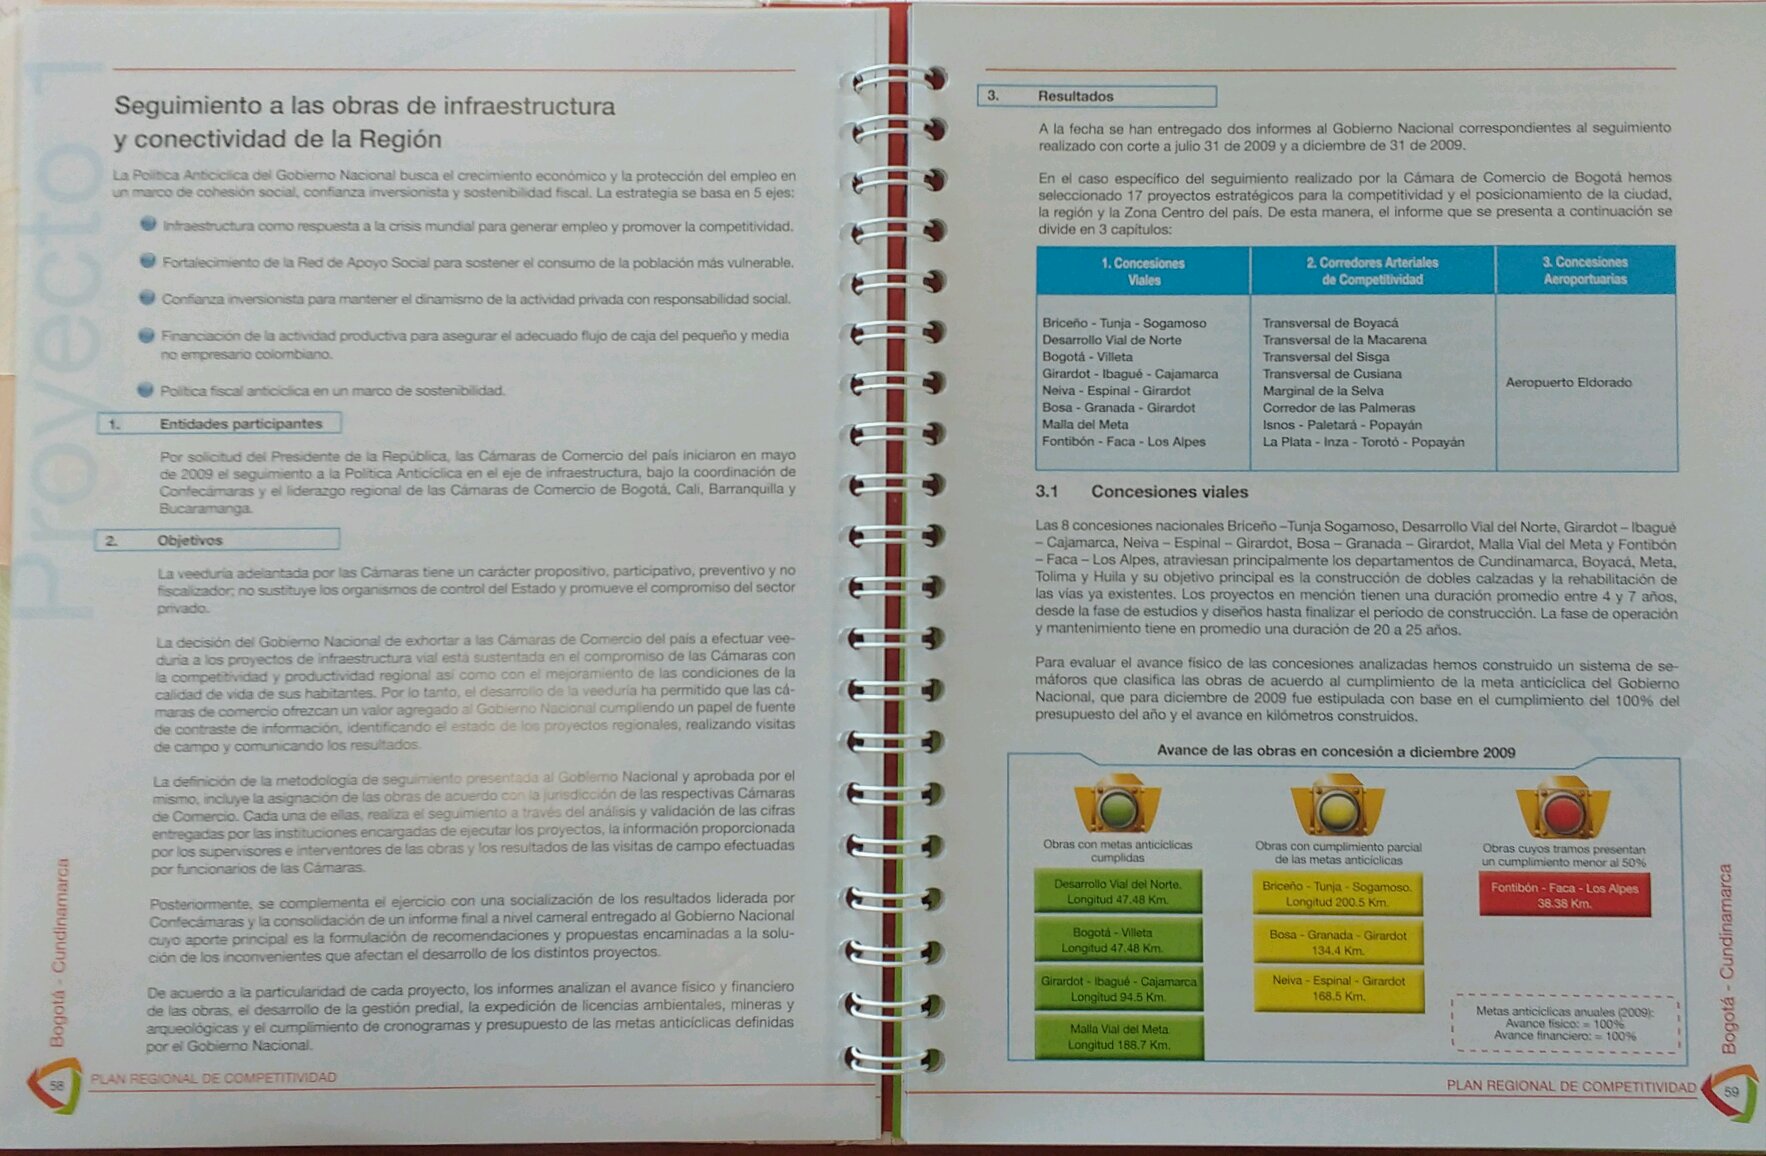 Proyecto 1
Seguimiento a las obras de infraestructura
y conectividad de la Región
La Política Anticíclica del Gobierno Nacional busca el crecimiento económico y la protección del empleo en
un marco de cohesión social, confianza inversionista y sostenibilidad fiscal. La estrategia se basa en 5 ejes:
Infraestructura como respuesta a la crisis mundial para generar empleo y promover la competitividad.
Fortalecimiento de la Red de Apoyo Social para sostener el consumo de la población más vulnerable.
Confianza inversionista para mantener el dinamismo de la actividad privada con responsabilidad social.
Financiación de la actividad productiva para asegurar el adecuado flujo de caja del pequeño y media
no empresario colombiano.
Política fiscal anticíclica en un marco de sostenibilidad.
1. Entidades participantes
Por solicitud del Presidente de la República, las Cámaras de Comercio del país iniciaron en mayo
de 2009 el seguimiento a la Política Anticíclica en el eje de infraestructura, bajo la coordinación de
Confecámaras y el liderazgo regional de las Cámaras de Comercio de Bogotá, Cali, Barranquilla y
Bucaramanga.
2. Objetivos
La veeduría adelantada por las Cámaras tiene un carácter propositivo, participativo, preventivo y no
fiscalizador; no sustituye los organismos de control del Estado y promueve el compromiso del sector
privado.
La decisión del Gobierno Nacional de exhortar a las Cámaras de Comercio del país a efectuar vee-
duría a los proyectos de infraestructura vial está sustentada en el compromiso de las Cámaras con
la competitividad y productividad regional así como con el mejoramiento de las condiciones de la
calidad de vida de sus habitantes. Por lo tanto, el desarrollo de la veeduría ha permitido que las cá-
maras de comercio ofrezcan un valor agregado al Gobierno Nacional cumpliendo un papel de fuente
de contraste de información, identificando el estado de los proyectos regionales, realizando visitas
de campo y comunicando los resultados.
La definición de la metodología de seguimiento presentada al Gobierno Nacional y aprobada por el
mismo, incluye la asignación de las obras de acuerdo con la jurisdicción de las respectivas Cámaras
de Comercio. Cada una de ellas, realiza el seguimiento a través del análisis y validación de las cifras
entregadas por las instituciones encargadas de ejecutar los proyectos, la información proporcionada
por los supervisores e interventores de las obras y los resultados de las visitas de campo efectuadas
por funcionarios de las Cámaras.
Posteriormente, se complementa el ejercicio con una socialización de los resultados liderada por
Confecámaras y la consolidación de un informe final a nivel cameral entregado al Gobierno Nacional
cuyo aporte principal es la formulación de recomendaciones y propuestas encaminadas a la solu-
ción de los inconvenientes que afectan el desarrollo de los distintos proyectos.
De acuerdo a la particularidad de cada proyecto, los informes analizan el avance físico y financiero
de las obras, el desarrollo de la gestión predial, la expedición de licencias ambientales, mineras y
arqueológicas y el cumplimiento de cronogramas y presupuesto de las metas anticíclicas definidas
por el Gobierno Nacional.
Bogotá - Cundinamarca
58 PLAN REGIONAL DE COMPETITIVIDAD
3. Resultados
A la fecha se han entregado dos informes al Gobierno Nacional correspondientes al seguimiento
realizado con corte a julio 31 de 2009 y a diciembre de 31 de 2009.
En el caso específico del seguimiento realizado por la Cámara de Comercio de Bogotá hemos
seleccionado 17 proyectos estratégicos para la competitividad y el posicionamiento de la ciudad,
la región y la Zona Centro del país. De esta manera, el informe que se presenta a continuación se
divide en 3 capítulos:
1. Concesiones
Viales
2. Corredores Arteriales
de Competitividad
3. Concesiones
Aeroportuarias
Briceño - Tunja - Sogamoso
Desarrollo Vial de Norte
Bogotá - Villeta
Girardot - Ibagué - Cajamarca
Neiva - Espinal - Girardot
Bosa - Granada - Girardot
Malla del Meta
Fontibón - Faca - Los Alpes
Transversal de Boyacá
Transversal de la Macarena
Transversal del Sisga
Transversal de Cusiana
Marginal de la Selva
Corredor de las Palmeras
Isnos - Paletará - Popayán
La Plata - Inza - Torotó - Popayán
Aeropuerto Eldorado
3.1 Concesiones viales
Las 8 concesiones nacionales Briceño –Tunja Sogamoso, Desarrollo Vial del Norte, Girardot – Ibagué
– Cajamarca, Neiva – Espinal – Girardot, Bosa – Granada – Girardot, Malla Vial del Meta y Fontibón
– Faca – Los Alpes, atraviesan principalmente los departamentos de Cundinamarca, Boyacá, Meta,
Tolima y Huila y su objetivo principal es la construcción de dobles calzadas y la rehabilitación de
las vías ya existentes. Los proyectos en mención tienen una duración promedio entre 4 y 7 años,
desde la fase de estudios y diseños hasta finalizar el período de construcción. La fase de operación
y mantenimiento tiene en promedio una duración de 20 a 25 años.
Para evaluar el avance físico de las concesiones analizadas hemos construido un sistema de se-
máforos que clasifica las obras de acuerdo al cumplimiento de la meta anticíclica del Gobierno
Nacional, que para diciembre de 2009 fue estipulada con base en el cumplimiento del 100% del
presupuesto del año y el avance en kilómetros construidos.
Avance de las obras en concesión a diciembre 2009
Obras con metas anticíclicas
cumplidas
Desarrollo Vial del Norte.
Longitud 47.48 Km.
Bogotá - Villeta
Longitud 47.48 Km.
Girardot - Ibagué - Cajamarca
Longitud 94.5 Km.
Malla Vial del Meta
Longitud 188.7 Km.
Obras con cumplimiento parcial
de las metas anticíclicas
Briceño - Tunja - Sogamoso.
Longitud 200.5 Km.
Bosa - Granada - Girardot
134.4 Km.
Neiva - Espinal - Girardot
168.5 Km.
Obras cuyos tramos presentan
un cumplimiento menor al 50%
Fontibón - Faca - Los Alpes
38.38 Km.
Metas anticíclicas anuales (2009):
Avance físico: = 100%
Avance financiero: = 100%
Bogotá - Cundinamarca
PLAN REGIONAL DE COMPETITIVIDAD 59